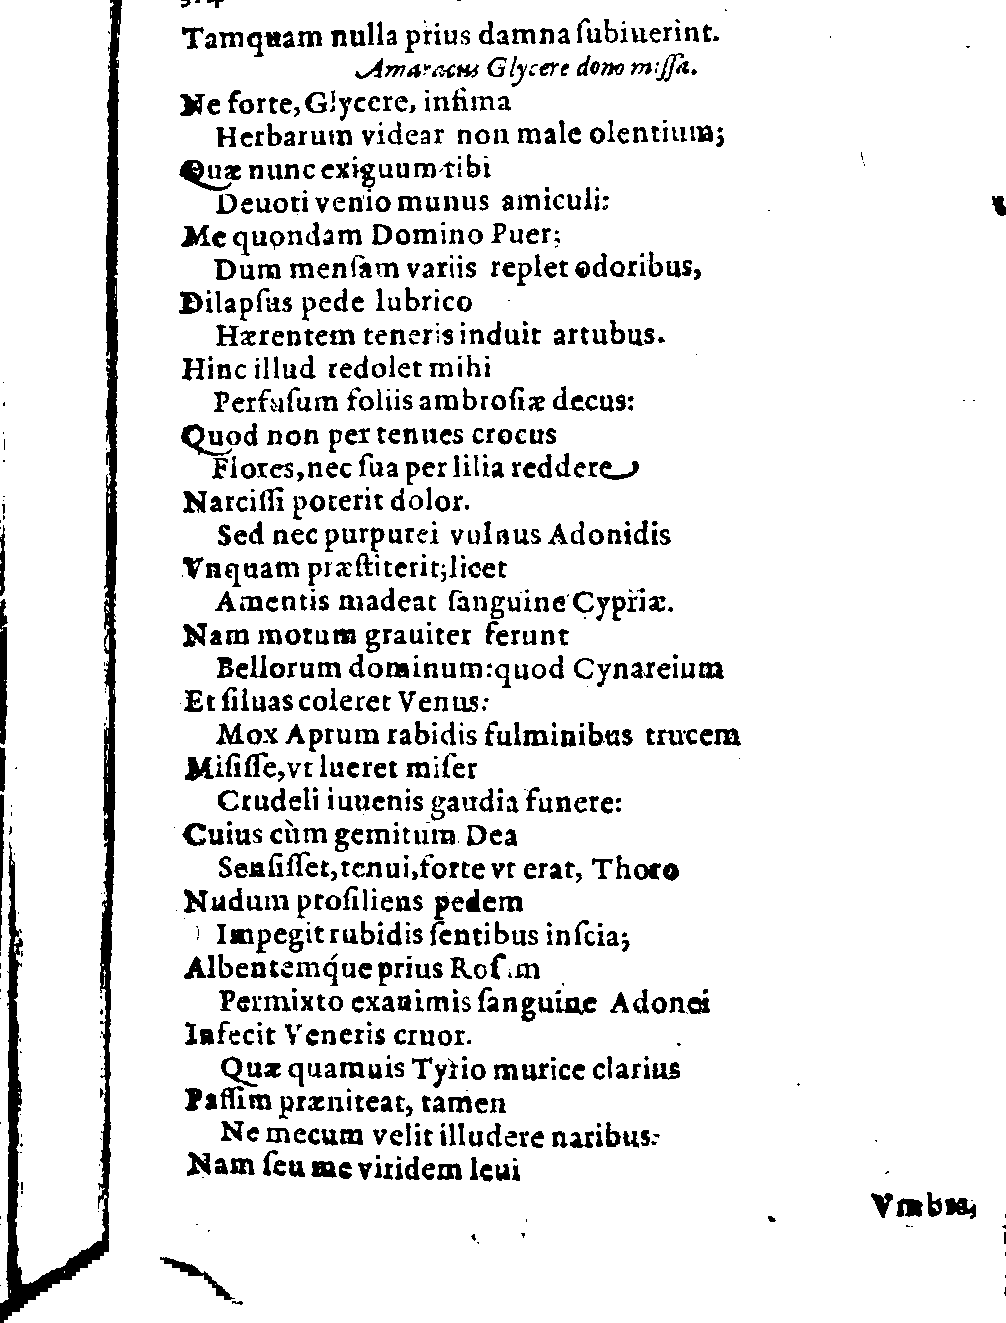 Tamquam nulla prius damna ſubiuerint.
Amaracus Glycere dono miſſa.
Ne forte, Glycere, infima
Herbarum videar non male olentium;
Quæ nunc exiguum tibi
Deuoti venio munus amiculi:
Me quondam Domino Puer;
Dum menſam variis replet odoribus,
Dilapſus pede lubrico
Hærentem teneris induit artubus.
Hinc illud redolet mihi
Perfuſum foliis ambroſiæ decus:
Quod non per tenues crocus
Flores, nec ſua per lilia reddere
Narciſſi poterit dolor.
Sed nec purpurei vulnus Adonidis
Vnquam præſtiterit; licet
Amentis madeat ſanguine Cypriæ.
Nam motum grauiter ferunt
Bellorum dominum: quod Cynareium
Et ſiluas coleret Venus:
Mox Aprum rabidis fulminibus trucem
Miſiſſe, vt lueret miſer
Crudeli iuuenis gaudia funere:
Cuius cùm gemitum Dea
Senſiſſet, tenui, forte vt erat, Thoro
Nudum proſiliens pedem
Impegit rubidis ſentibus inſcia;
Albentemq́ue prius Roſam
Permixto exanimis ſanguine Adonei
Infecit Veneris cruor.
Quæ quamuis Tyrio murice clarius
Paſſim præniteat, tamen
Ne mecum velit illudere naribus:
Nam ſeu me viridem leui
Vmbra,